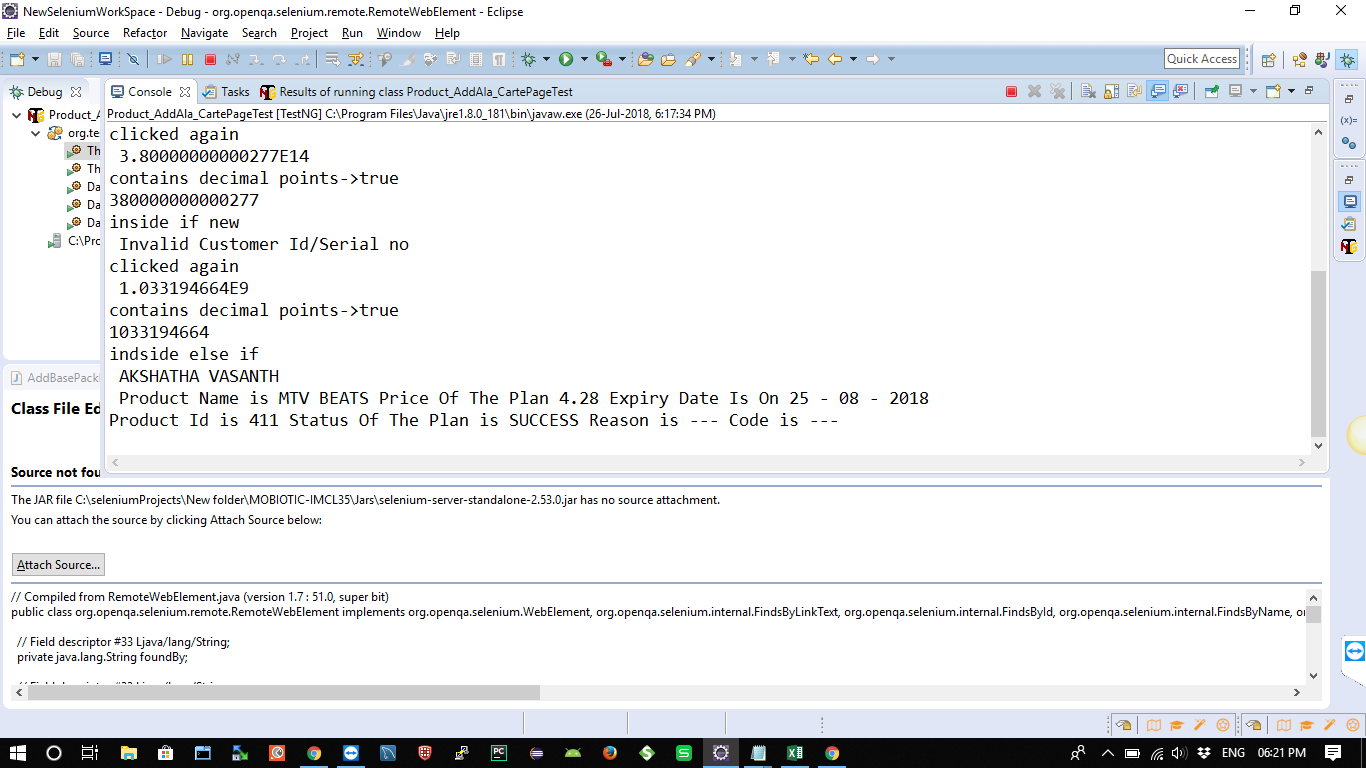 NewSeleniumWorkSpace - Debug - org.openqa.selenium.remote.RemoteWebElement - Eclipse
File Edit Source Refactor Navigate Search Project Run Window Help
Quick Access
Debug
Console Tasks Results of running class Product_AddAla_CartePageTest
Product_A
org.te
Th
Th
Da
Da
Da
C:\Pro
Product_AddAla_CartePageTest [TestNG] C:\Program Files\Java\jre1.8.0_181\bin\javaw.exe (26-Jul-2018, 6:17:34 PM)
clicked again
3.80000000000277E14
contains decimal points->true
380000000000277
inside if new
Invalid Customer Id/Serial no
clicked again
1.033194664E9
contains decimal points->true
1033194664
indside else if
AKSHATHA VASANTH
Product Name is MTV BEATS Price Of The Plan 4.28 Expiry Date Is On 25 - 08 - 2018
Product Id is 411 Status Of The Plan is SUCCESS Reason is --- Code is ---
(x)=
AddBasePack
Class File Ed
Source not fou
The JAR file C:\seleniumProjects\New folder\MOBIOTIC-IMCL35\Jars\selenium-server-standalone-2.53.0.jar has no source attachment.
You can attach the source by clicking Attach Source below:
Attach Source...
// Compiled from RemoteWebElement.java (version 1.7 : 51.0, super bit)
public class org.openqa.selenium.remote.RemoteWebElement implements org.openqa.selenium.WebElement, org.openqa.selenium.internal.FindsByLinkText, org.openqa.selenium.internal.FindsById, org.openqa.selenium.internal.FindsByName, or
// Field descriptor #33 Ljava/lang/String;
private java.lang.String foundBy;
// Field descriptor #33 Ljava/lang/String;
ENG 06:21 PM